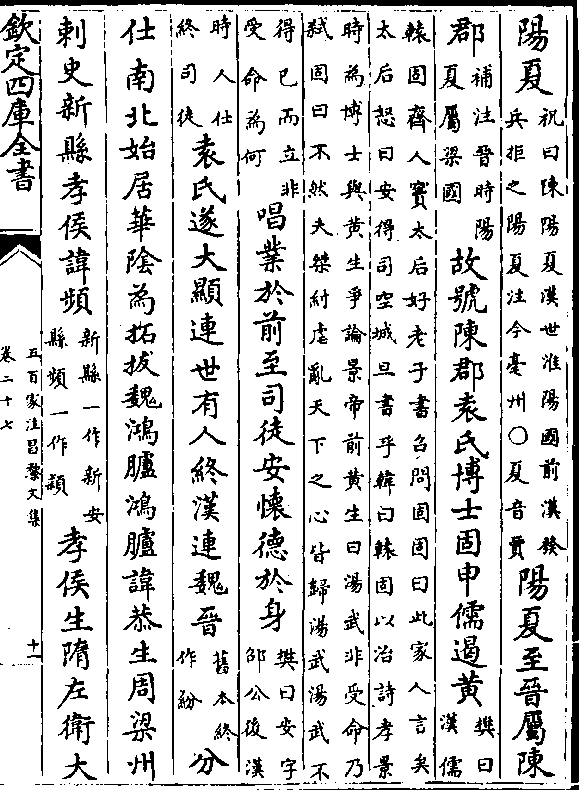 陽夏祝曰陳陽夏漢世淮陽國前漢發兵拒之陽夏注今亳州○夏音賈陽夏至晉屬陳
郡補注晉時陽夏屬梁國故號陳郡袁氏博士固申儒遏黃樊曰漢儒
轅固齊人竇太后好老子書召問固固曰此家人言矣
太后怒曰安得司空城旦書乎韓曰轅固以治詩孝景
時為博士與黃生爭論景帝前黃生曰湯武非受命乃
弒固曰不然夫桀紂虐亂天下之心皆歸湯武湯武不
得已而立非受命為何唱業於前至司徒安懷德於身樊曰安字邵公後漢
時人仕終司徒袁氏遂大顯連世有人終漢連魏晉舊本終作紛分
仕南北始居華陰為拓拔魏鴻臚鴻臚諱恭生周梁州
刺史新縣孝侯諱頻新縣一作新安縣頻一作頴孝侯生隋左衛大
欽定四庫全書
五百家注昌黎文集
卷二十七
十一